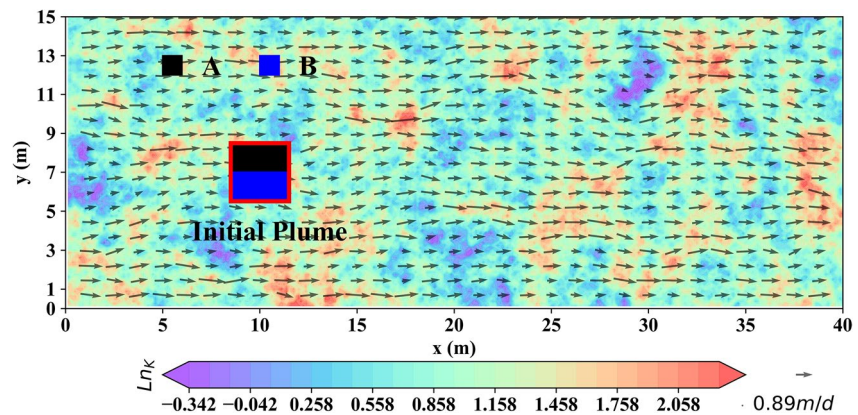 15
13
11
9
7
5
3
1
0
y (m)
A B
Initial Plume
0 5 10 15 20 25 30 35 40
x (m)
Ln_K
−0.342 −0.042 0.258 0.558 0.858 1.158 1.458 1.758 2.058
0.89m/d